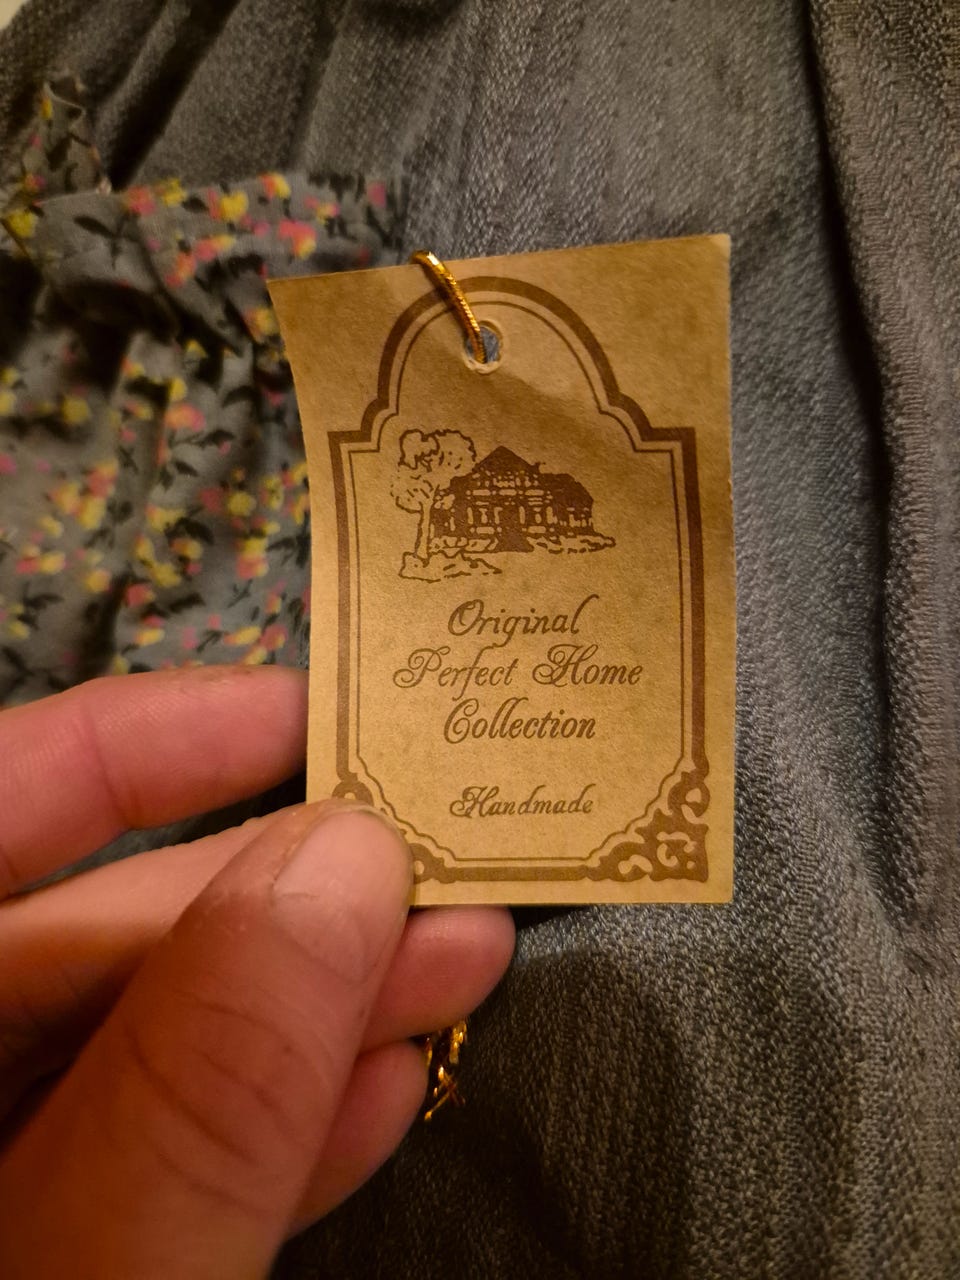 Original
Perfect Home
Collection
Handmade